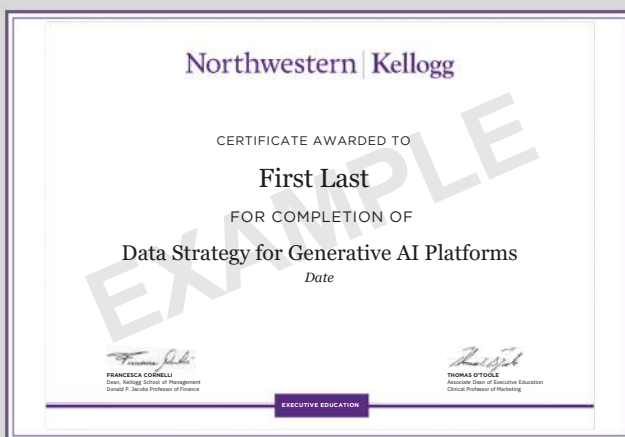 Northwestern | Kellogg
CERTIFICATE AWARDED TO
First Last
FOR COMPLETION OF
Data Strategy for Generative AI Platforms
Date
EXAMPLE
FRANCESCA CORNELLI
Dean, Kellogg School of Management
Donald P. Jacobs Professor of Finance
THOMAS O'TOOLE
Associate Dean of Executive Education
Clinical Professor of Marketing
EXECUTIVE EDUCATION